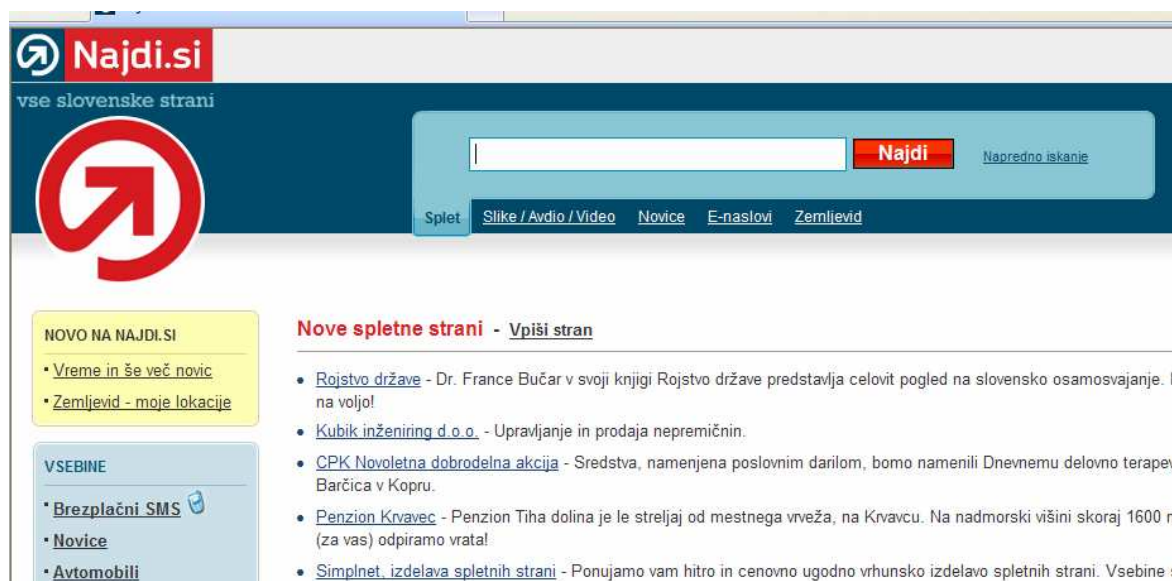 Najdi.si
vse slovenske strani
Najdi
Napredno iskanje
Splet Slike / Avdio / Video Novice E-naslovi Zemljevid
NOVO NA NAJDI.SI
Vreme in še več novic
Zemljevid - moje lokacije
VSEBINE
Brezplačni SMS
Novice
Avtomobili
Nove spletne strani - Vpiši stran
Rojstvo države - Dr. France Bučar v svoji knjigi Rojstvo države predstavlja celovit pogled na slovensko osamosvajanje.
na voljo!
Kubik inženiring d.o.o. - Upravljanje in prodaja nepremičnin.
CPK Novoletna dobrodelna akcija - Sredstva, namenjena poslovnim darilom, bomo namenili Dnevnemu delovno terapev
Barčica v Kopru.
Penzion Krvavec - Penzion Tiha dolina je le streljaj od mestnega vrveža, na Krvavcu. Na nadmorski višini skoraj 1600
(za vas) odpiramo vrata!
Simplnet, izdelava spletnih strani - Ponujamo vam hitro in cenovno ugodno vrhunsko izdelavo spletnih strani. Vsebine